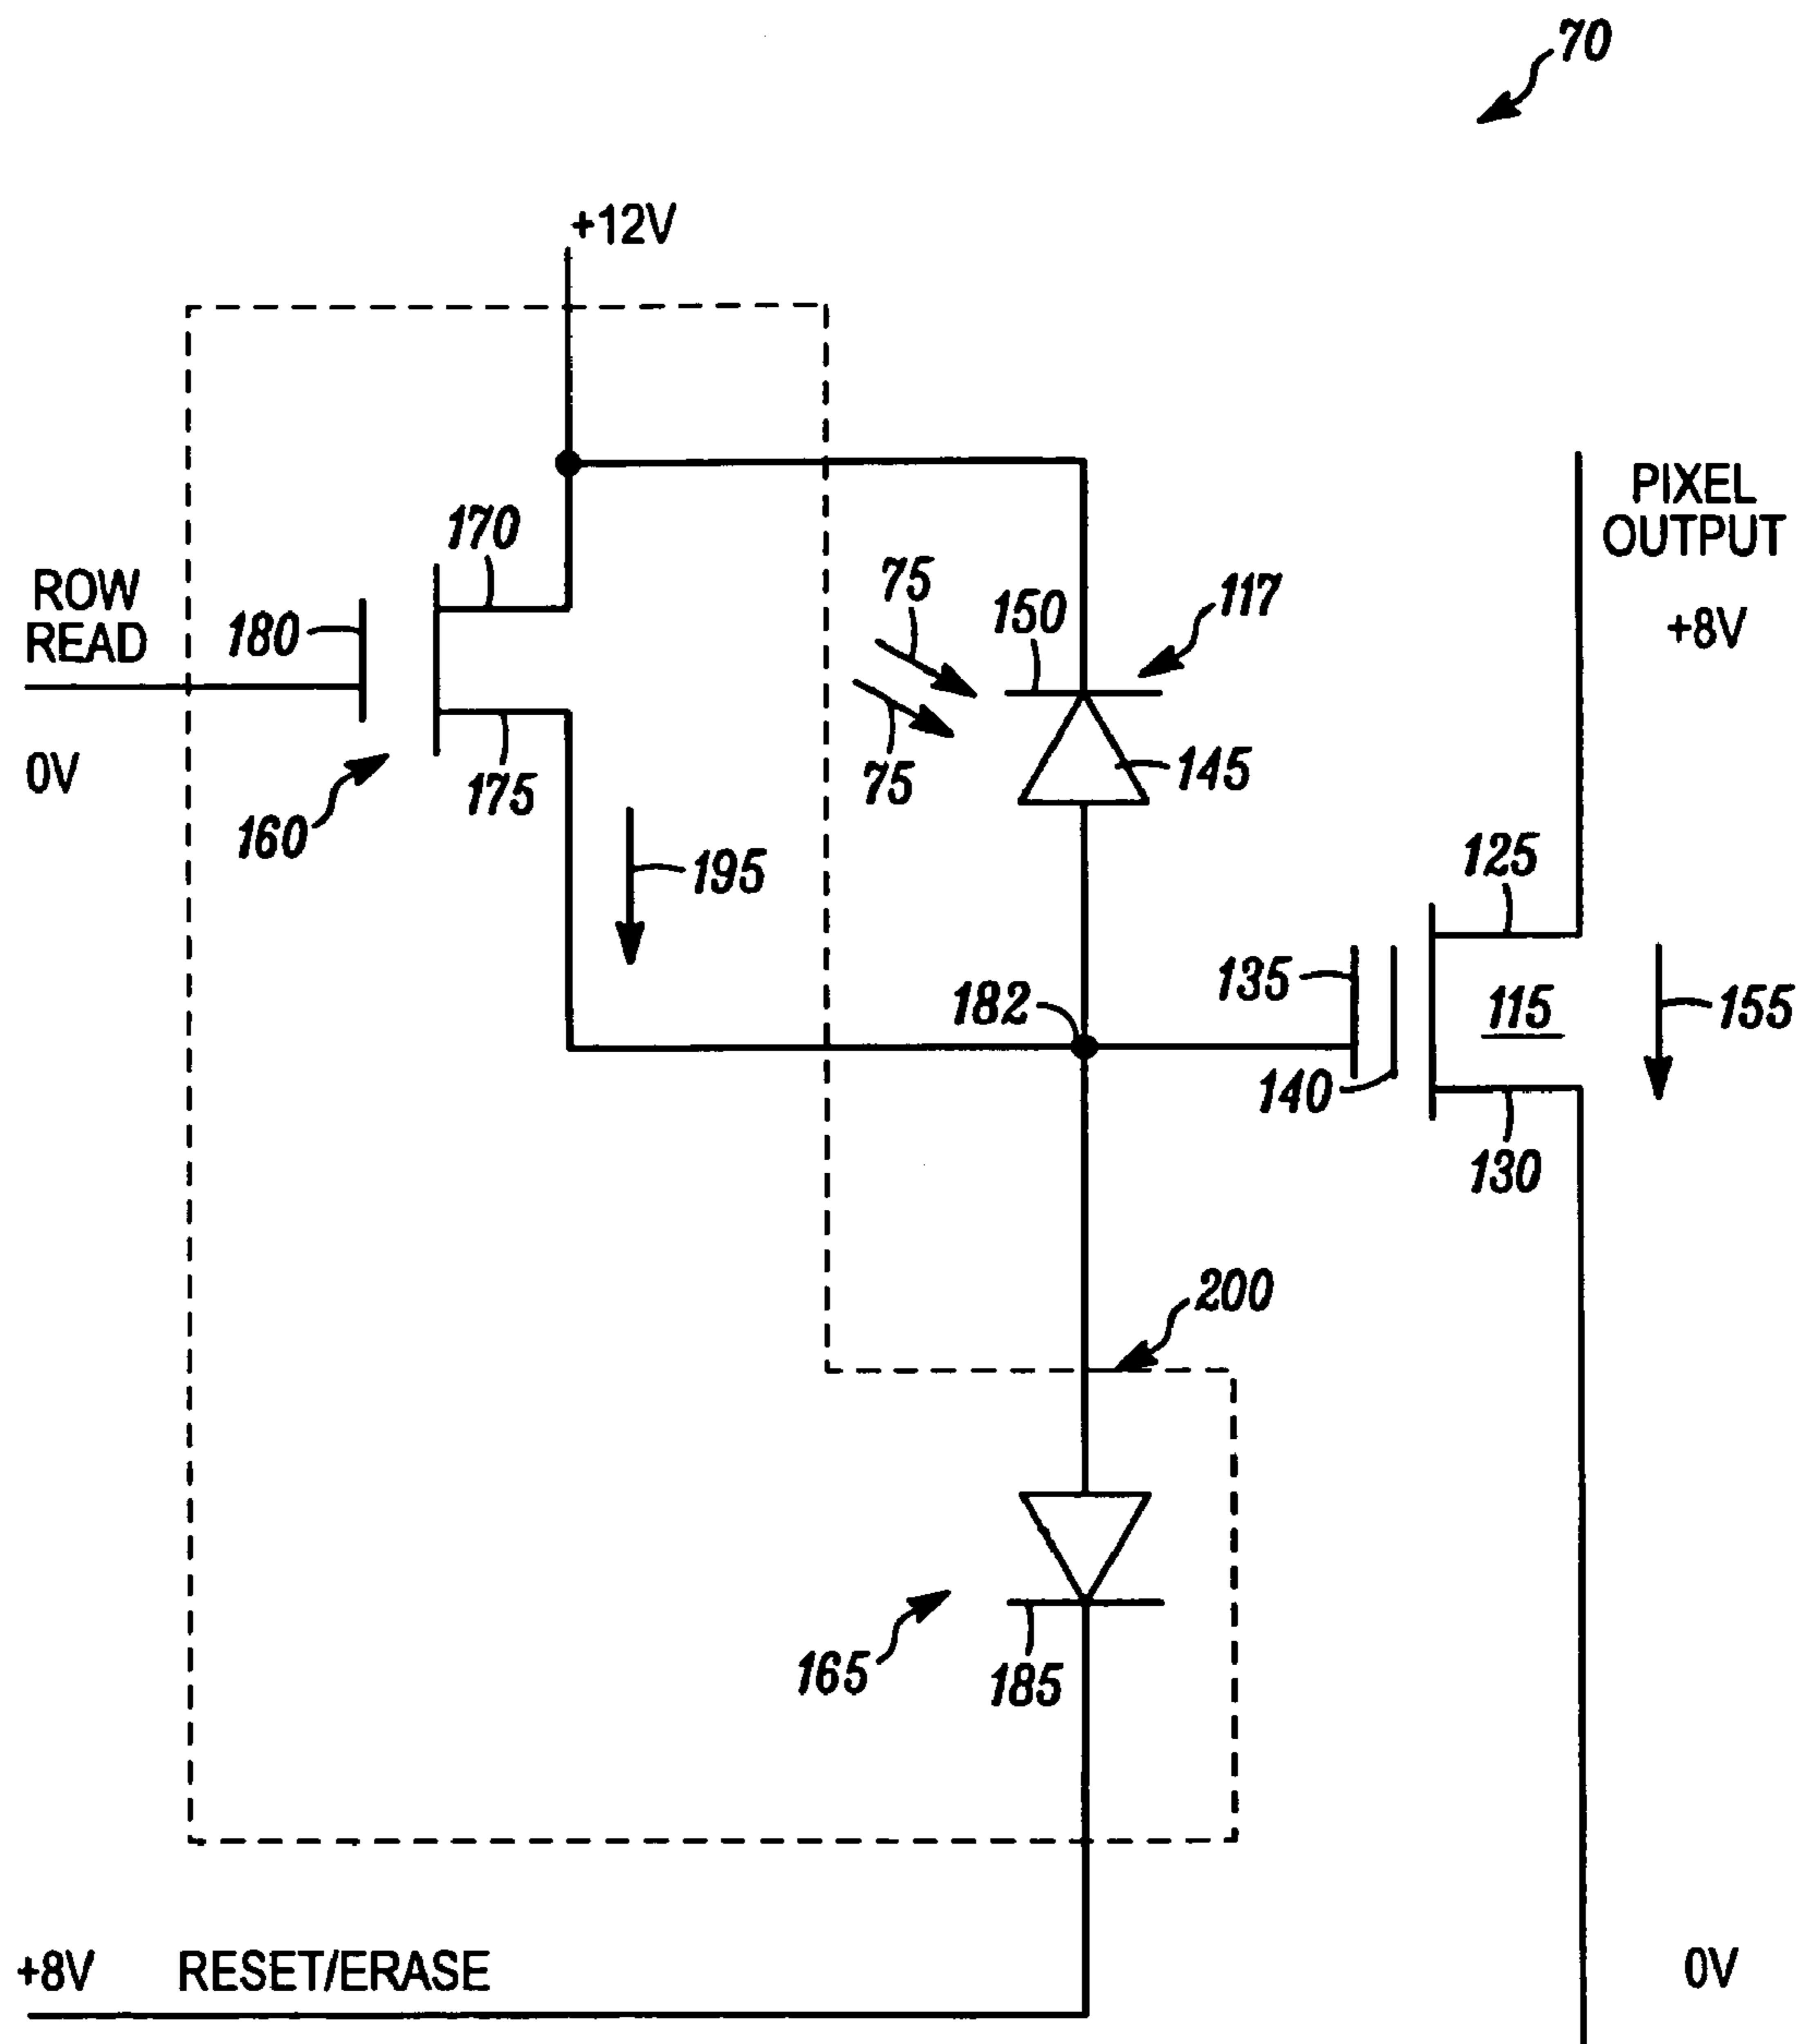 70
+12V
170
ROW
READ
180
0V
160
175
195
75
75
150
117
145
PIXEL
OUTPUT
+8V
125
135
115
155
182
140
130
200
165
185
+8V RESET/ERASE
0V